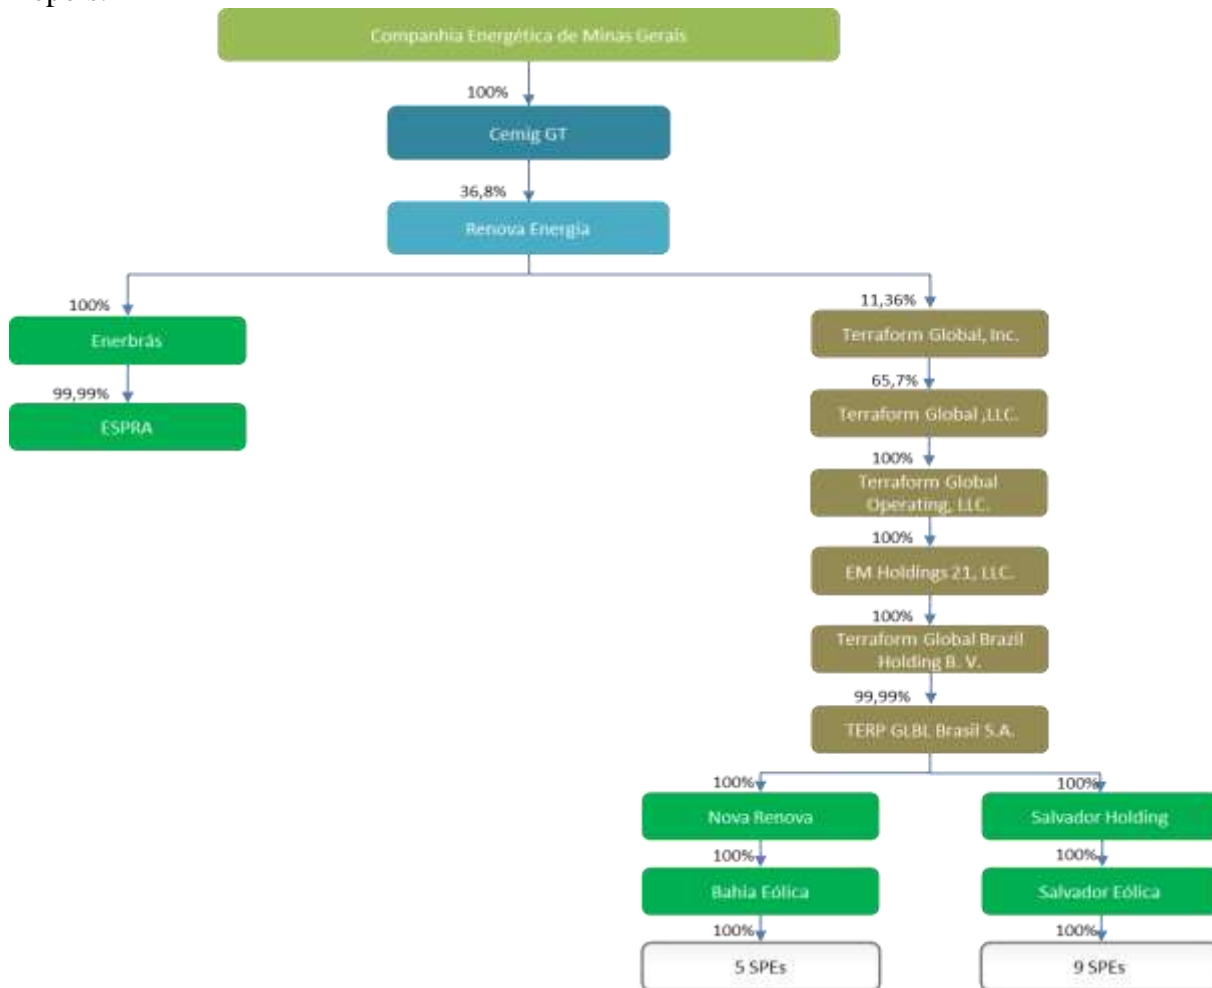 Companhia Energética de Minas Gerais
100%
Cemig GT
36,8%
Renova Energia
100%
11,36%
Enerbrás
Terraform Global, Inc.
99,99%
65,7%
ESPRA
Terraform Global ,LLC.
100%
Terraform Global
Operating, LLC.
100%
EM Holdings 21, LLC.
100%
Terraform Global Brazil
Holding B. V.
99,99%
TERP GLBL Brasil S.A.
100%
100%
Nova Renova
Salvador Holding
100%
100%
Bahia Eólica
Salvador Eólica
100%
100%
5 SPEs
9 SPEs